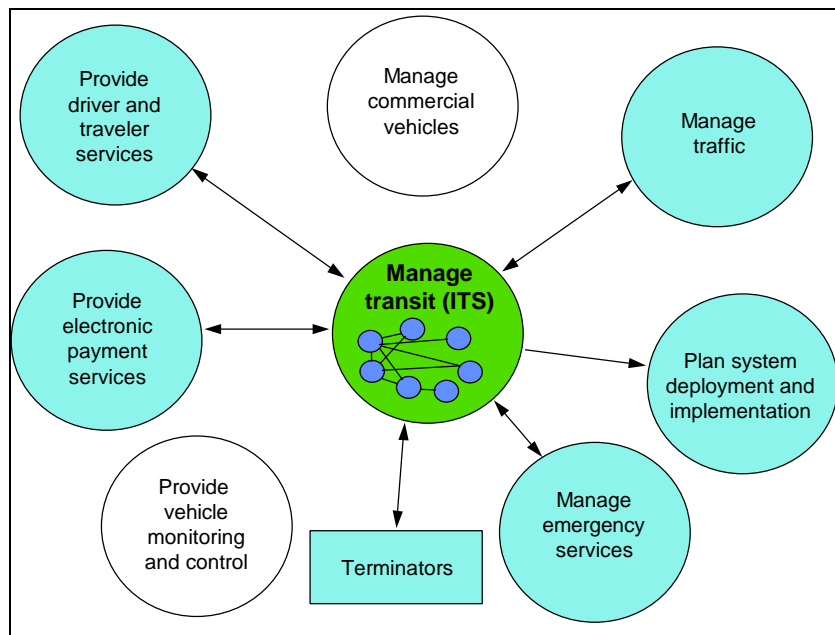 Provide
driver and
traveler
services
Manage
commercial
vehicles
Manage
traffic
Manage
transit (ITS)
Provide
electronic
payment
services
Plan system
deployment and
implementation
Provide
vehicle
monitoring
and control
Terminators
Manage
emergency
services